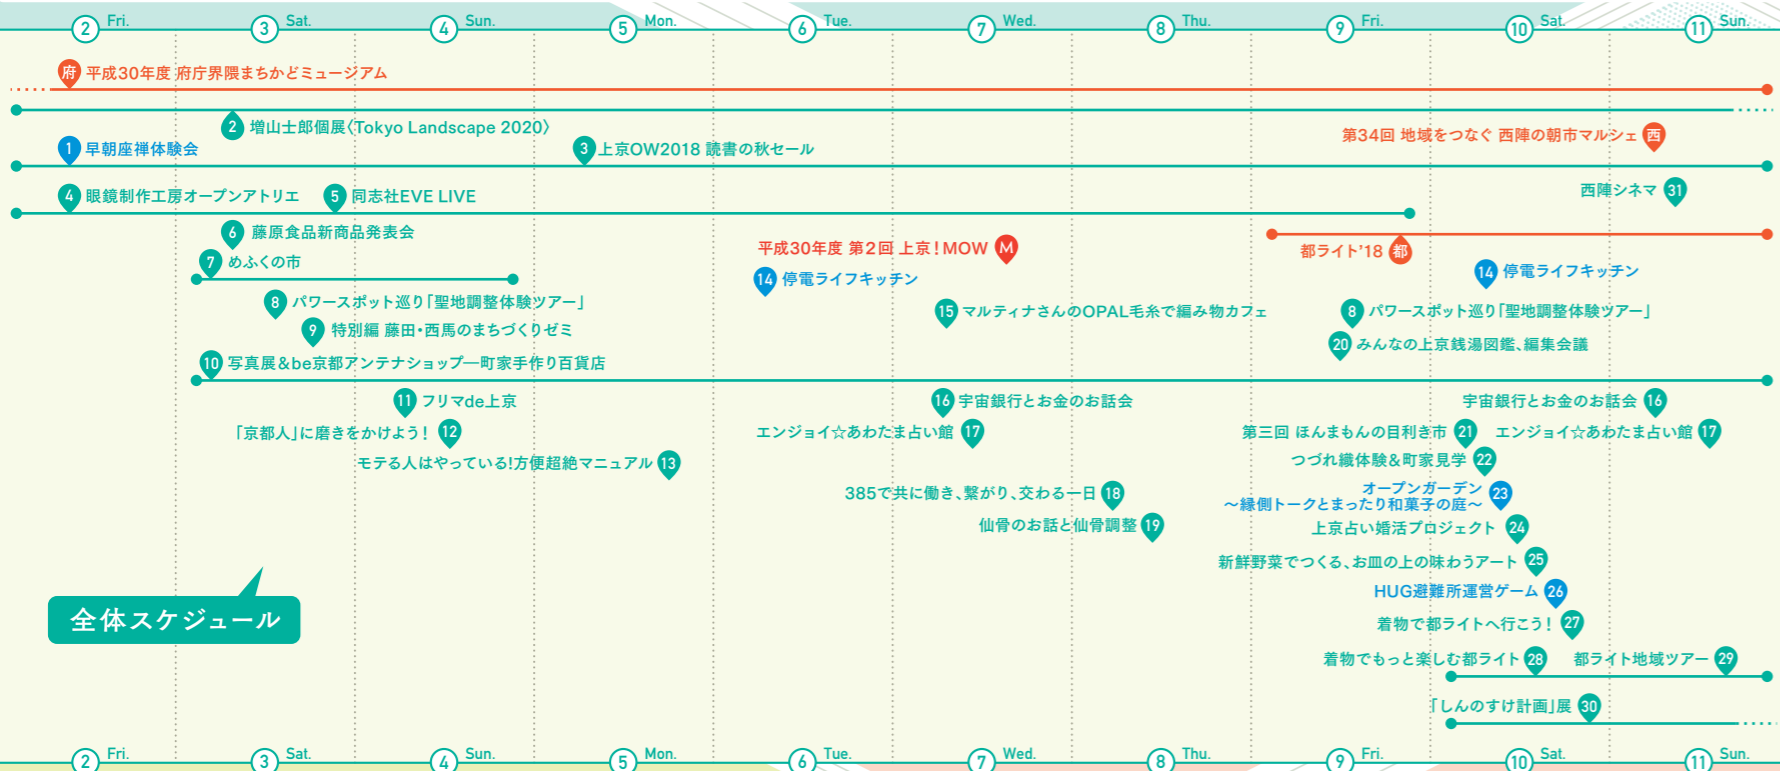 2 Fri. 3 Sat. 4 Sun. 5 Mon. 6 Tue. 7 Wed. 8 Thu. 9 Fri. 10 Sat. 11 Sun.
府 平成30年度 府庁界隈まちかどミュージアム
2 増山士郎個展〈Tokyo Landscape 2020〉
第34回 地域をつなぐ 西陣の朝市マルシェ 西
1 早朝座禅体験会
3 上京OW2018 読書の秋セール
4 眼鏡制作工房オープンアトリエ
5 同志社EVE LIVE
西陣シネマ 31
6 藤原食品新商品発表会
平成30年度 第2回 上京！MOW M
都ライト’18 都
7 めふくの市
14 停電ライフキッチン
14 停電ライフキッチン
8 パワースポット巡り「聖地調整体験ツアー」
15 マルティナさんのOPAL毛糸で編み物カフェ
8 パワースポット巡り「聖地調整体験ツアー」
9 特別編 藤田・西馬のまちづくりゼミ
20 みんなの上京銭湯図鑑、編集会議
10 写真展＆be京都アンテナショップ―町家手作り百貨店
11 フリマde上京
16 宇宙銀行とお金のお話会
宇宙銀行とお金のお話会 16
「京都人」に磨きをかけよう！ 12
エンジョイ☆あわたま占い館 17
第三回 ほんまもんの目利き市 21
エンジョイ☆あわたま占い館 17
モテる人はやっている!方便超絶マニュアル 13
つづれ織体験＆町家見学 22
385で共に働き、繋がり、交わる一日 18
オープンガーデン
～縁側トークとまったり和菓子の庭～ 23
仙骨のお話と仙骨調整 19
上京占い婚活プロジェクト 24
新鮮野菜でつくる、お皿の上の味わうアート 25
HUG避難所運営ゲーム 26
全体スケジュール
着物で都ライトへ行こう！ 27
着物でもっと楽しむ都ライト 28
都ライト地域ツアー 29
「しんのすけ計画」展 30
2 Fri. 3 Sat. 4 Sun. 5 Mon. 6 Tue. 7 Wed. 8 Thu. 9 Fri. 10 Sat. 11 Sun.